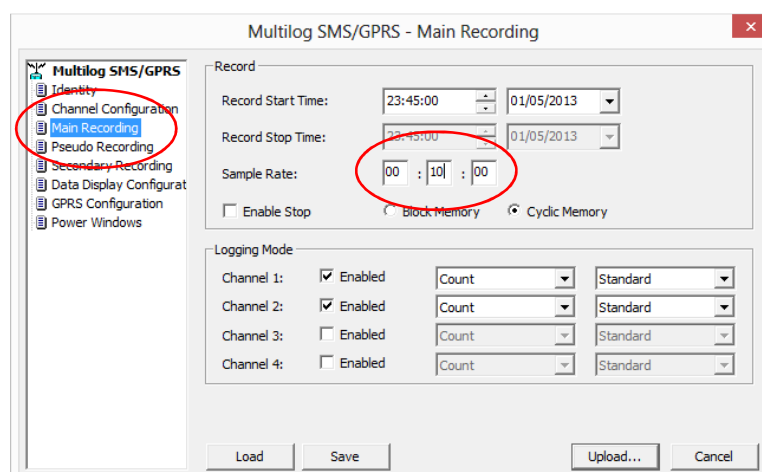 Multilog SMS/GPRS - Main Recording
Multilog SMS/GPRS
Identity
Channel Configuration
Main Recording
Pseudo Recording
Secondary Recording
Data Display Configurat
GPRS Configuration
Power Windows
Record
Record Start Time: 23:45:00 01/05/2013
Record Stop Time: 23:45:00 01/05/2013
Sample Rate: 00 : 10 : 00
Enable Stop Block Memory Cyclic Memory
Logging Mode
Channel 1: Enabled Count Standard
Channel 2: Enabled Count Standard
Channel 3: Enabled Count Standard
Channel 4: Enabled Count Standard
Load Save Upload... Cancel